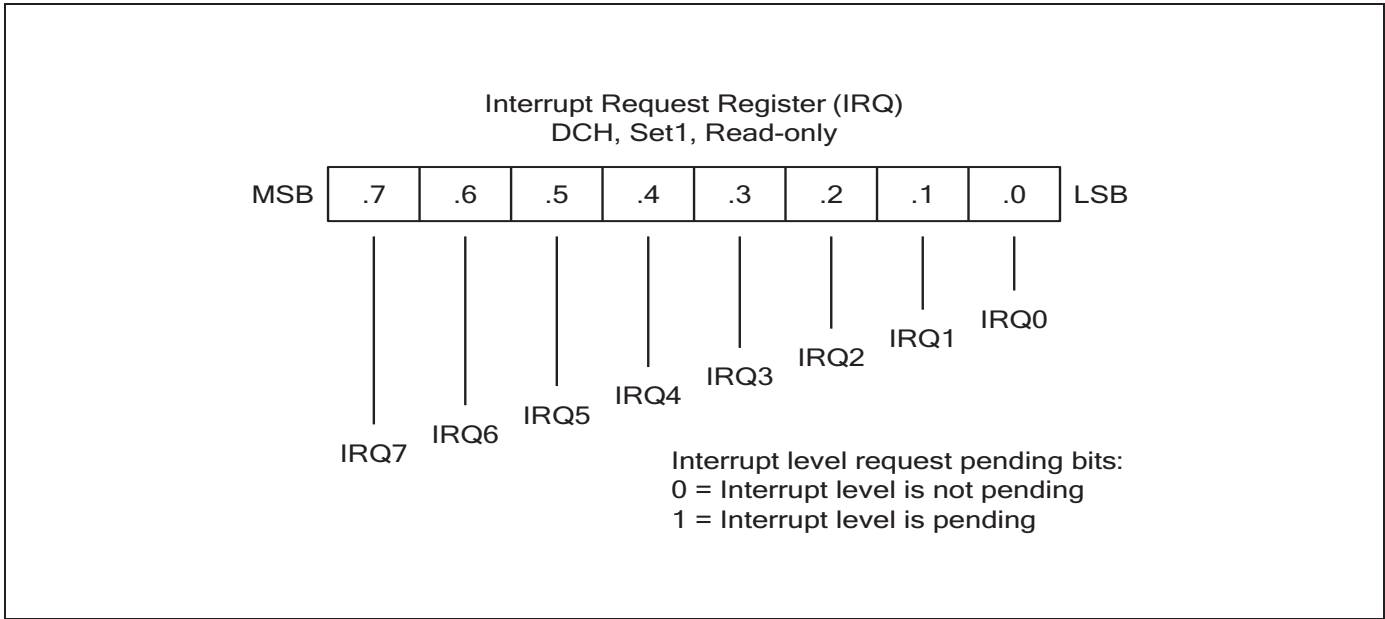 Interrupt Request Register (IRQ)
DCH, Set1, Read-only
MSB .7 .6 .5 .4 .3 .2 .1 .0 LSB
IRQ0
IRQ1
IRQ2
IRQ3
IRQ4
IRQ5
IRQ6
IRQ7
Interrupt level request pending bits:
0 = Interrupt level is not pending
1 = Interrupt level is pending